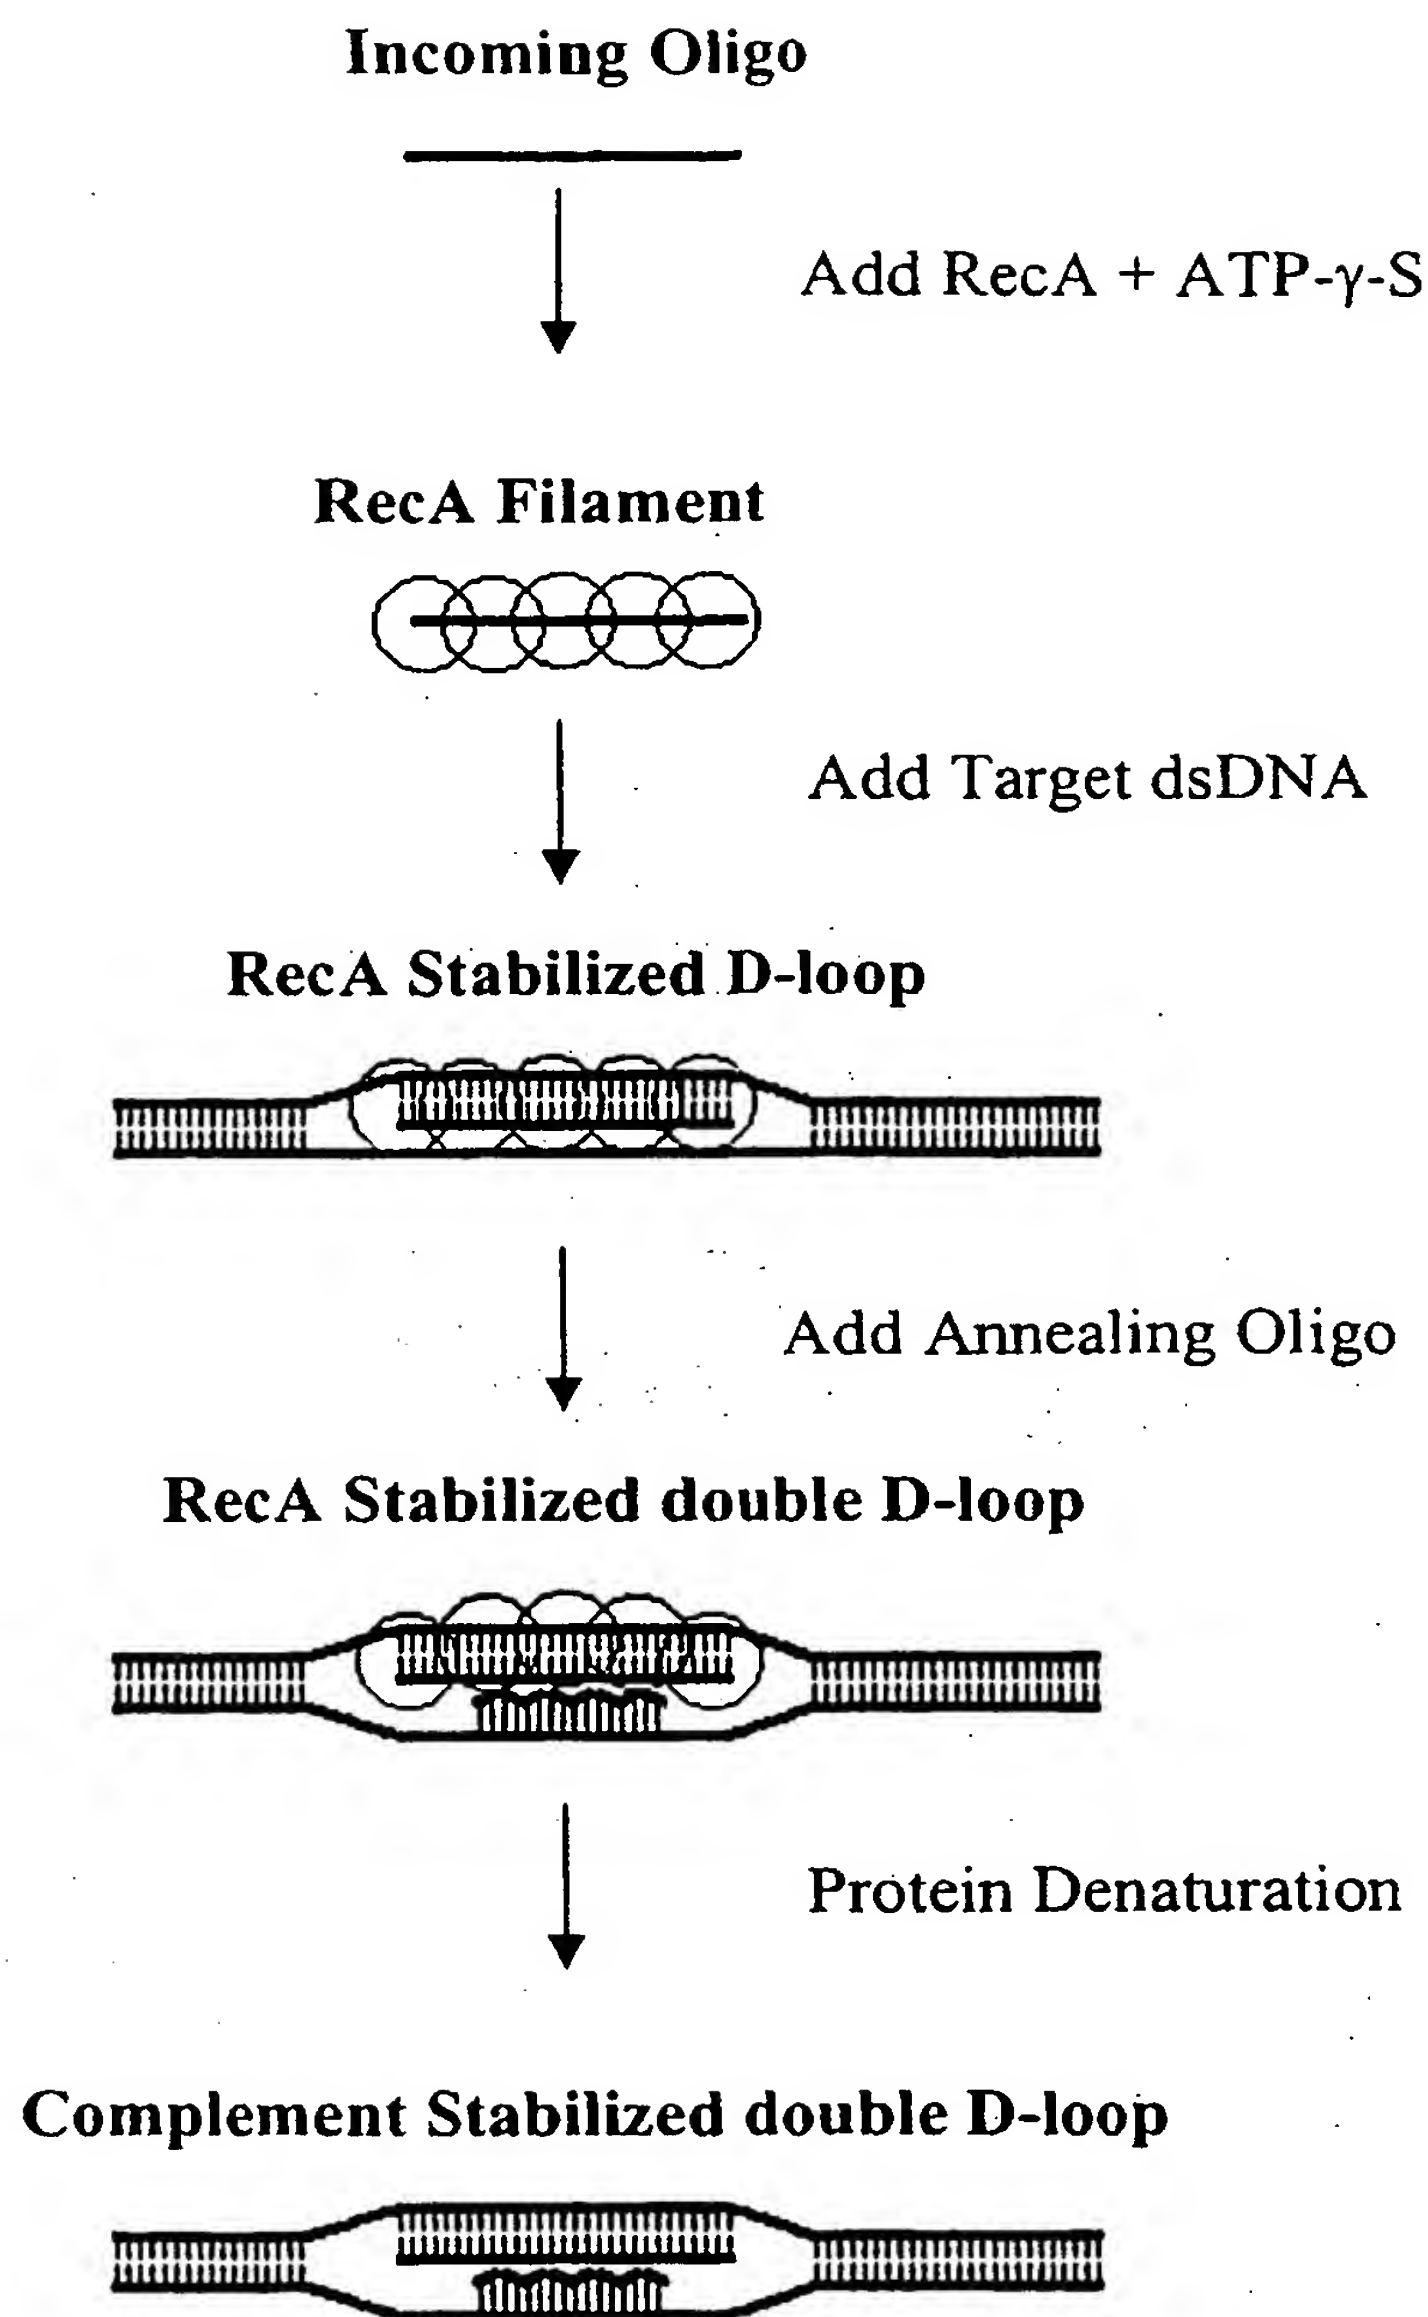 Incoming Oligo
Add RecA + ATP-γ-S
RecA Filament
Add Target dsDNA
RecA Stabilized D-loop
Add Annealing Oligo
RecA Stabilized double D-loop
Protein Denaturation
Complement Stabilized double D-loop